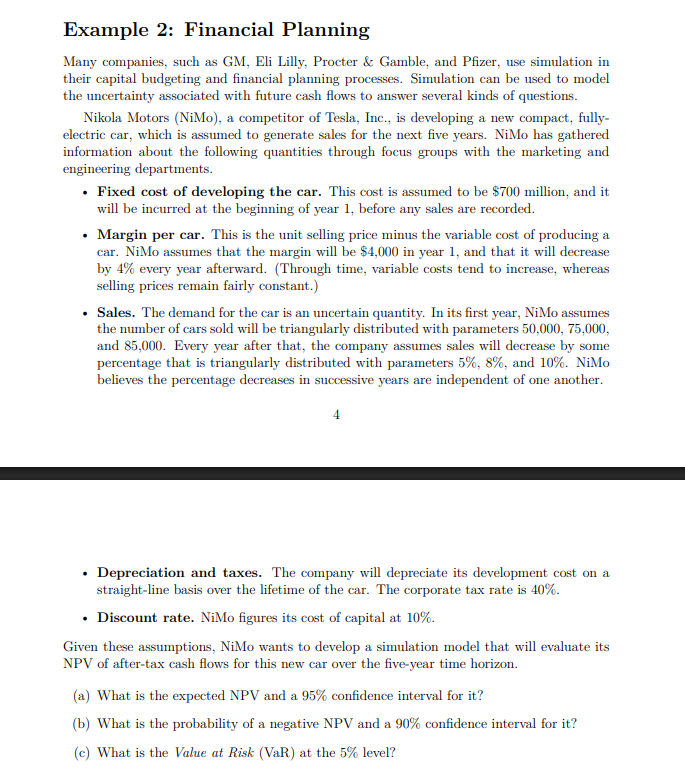 Example 2: Financial Planning
Many companies, such as GM, Eli Lilly, Procter & Gamble, and Pfizer, use simulation in
their capital budgeting and financial planning processes. Simulation can be used to model
the uncertainty associated with future cash flows to answer several kinds of questions.
Nikola Motors (NiMo), a competitor of Tesla, Inc., is developing a new compact, fully-
electric car, which is assumed to generate sales for the next five years. NiMo has gathered
information about the following quantities through focus groups with the marketing and
engineering departments.
• Fixed cost of developing the car. This cost is assumed to be $700 million, and it
will be incurred at the beginning of year 1, before any sales are recorded.
• Margin per car. This is the unit selling price minus the variable cost of producing a
car. NiMo assumes that the margin will be $4,000 in year 1, and that it will decrease
by 4% every year afterward. (Through time, variable costs tend to increase, whereas
selling prices remain fairly constant.)
• Sales. The demand for the car is an uncertain quantity. In its first year, NiMo assumes
the number of cars sold will be triangularly distributed with parameters 50,000, 75,000,
and 85,000. Every year after that, the company assumes sales will decrease by some
percentage that is triangularly distributed with parameters 5%, 8%, and 10%. NiMo
believes the percentage decreases in successive years are independent of one another.
4
• Depreciation and taxes. The company will depreciate its development cost on a
straight-line basis over the lifetime of the car. The corporate tax rate is 40%.
• Discount rate. NiMo figures its cost of capital at 10%.
Given these assumptions, NiMo wants to develop a simulation model that will evaluate its
NPV of after-tax cash flows for this new car over the five-year time horizon.
(a) What is the expected NPV and a 95% confidence interval for it?
(b) What is the probability of a negative NPV and a 90% confidence interval for it?
(c) What is the Value at Risk (VaR) at the 5% level?